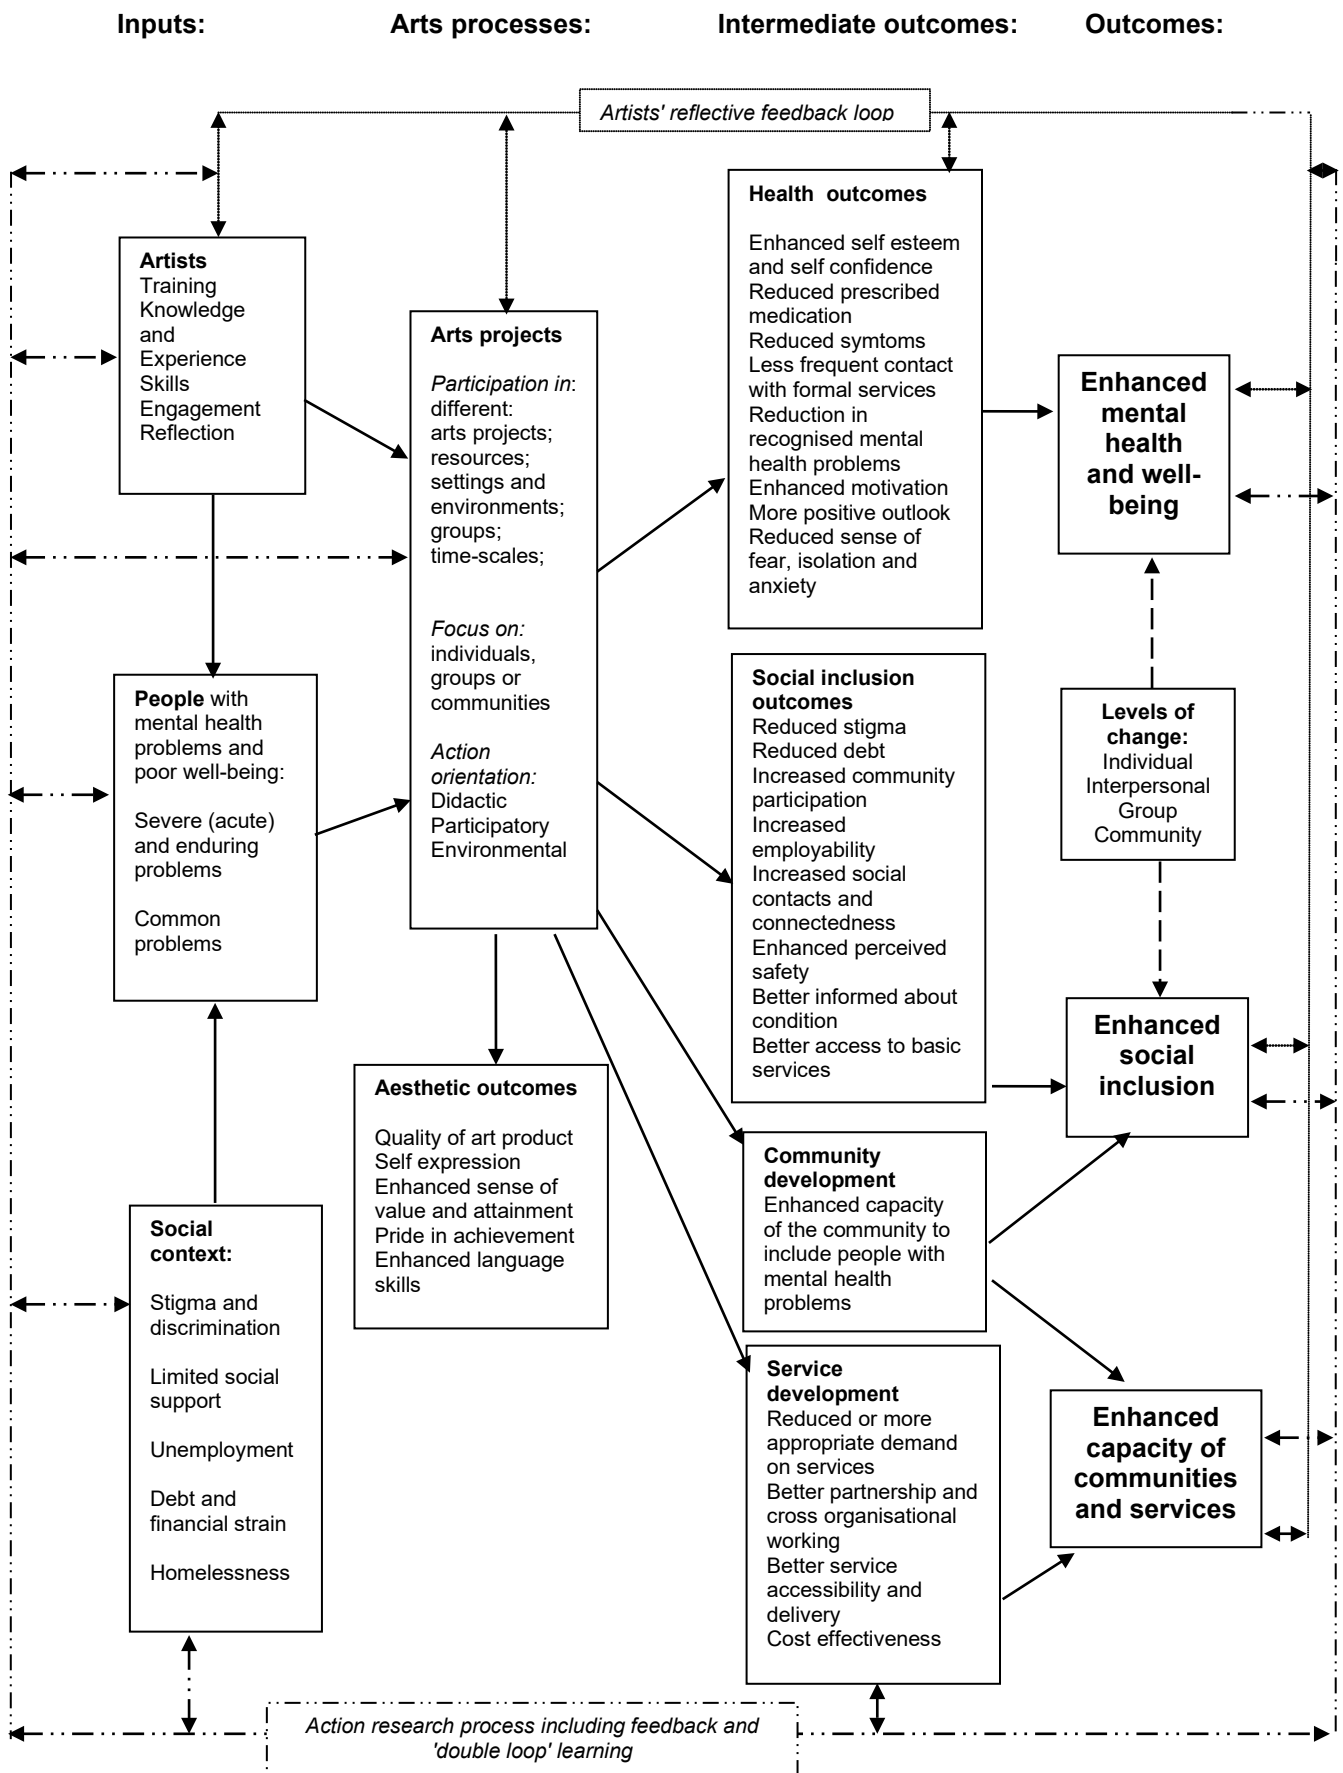 Inputs:
Arts processes:
Intermediate outcomes:
Outcomes:
Artists' reflective feedback loop
Artists
Training
Knowledge
and
Experience
Skills
Engagement
Reflection
People with
mental health
problems and
poor well-being:
Severe (acute)
and enduring
problems
Common
problems
Social
context:
Stigma and
discrimination
Limited social
support
Unemployment
Debt and
financial strain
Homelessness
Arts projects
Participation in:
different:
arts projects;
resources;
settings and
environments;
groups;
time-scales;
Focus on:
individuals,
groups or
communities
Action
orientation:
Didactic
Participatory
Environmental
Aesthetic outcomes
Quality of art product
Self expression
Enhanced sense of
value and attainment
Pride in achievement
Enhanced language
skills
Health outcomes
Enhanced self esteem
and self confidence
Reduced prescribed
medication
Reduced symtoms
Less frequent contact
with formal services
Reduction in
recognised mental
health problems
Enhanced motivation
More positive outlook
Reduced sense of
fear, isolation and
anxiety
Social inclusion
outcomes
Reduced stigma
Reduced debt
Increased community
participation
Increased
employability
Increased social
contacts and
connectedness
Enhanced perceived
safety
Better informed about
condition
Better access to basic
services
Community
development
Enhanced capacity
of the community to
include people with
mental health
problems
Service
development
Reduced or more
appropriate demand
on services
Better partnership and
cross organisational
working
Better service
accessibility and
delivery
Cost effectiveness
Enhanced
mental
health
and well-
being
Levels of
change:
Individual
Interpersonal
Group
Community
Enhanced
social
inclusion
Enhanced
capacity of
communities
and services
Action research process including feedback and
'double loop' learning